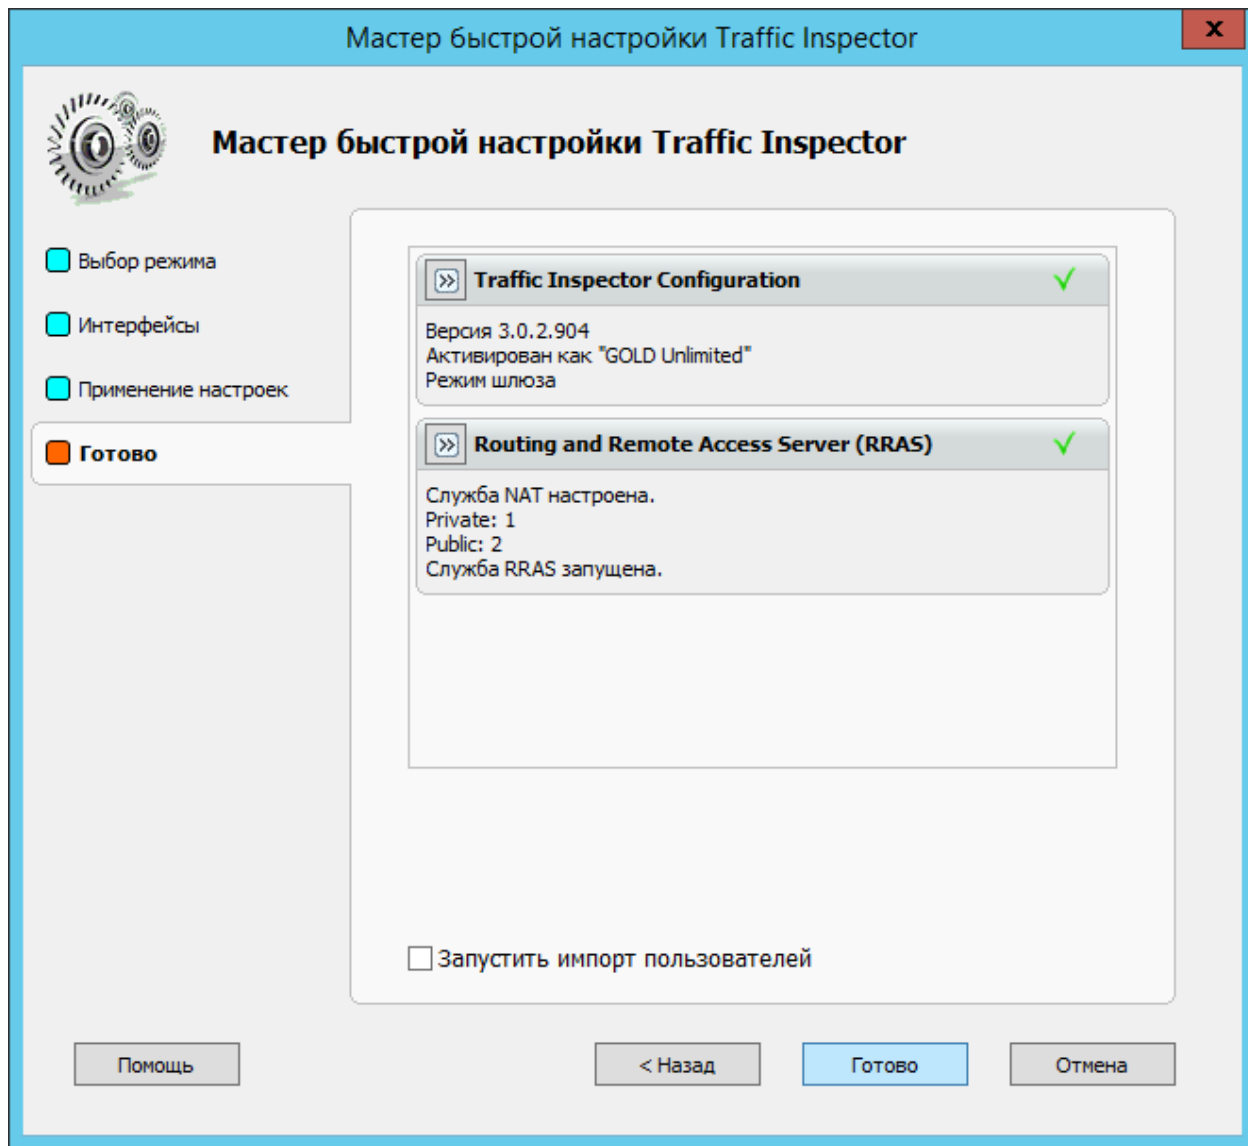 Мастер быстрой настройки Traffic Inspector
x
Мастер быстрой настройки Traffic Inspector
Выбор режима
Интерфейсы
Применение настроек
Готово
Traffic Inspector Configuration
Версия 3.0.2.904
Активирован как "GOLD Unlimited"
Режим шлюза
Routing and Remote Access Server (RRAS)
Служба NAT настроена.
Private: 1
Public: 2
Служба RRAS запущена.
Запустить импорт пользователей
Помощь
< Назад
Готово
Отмена